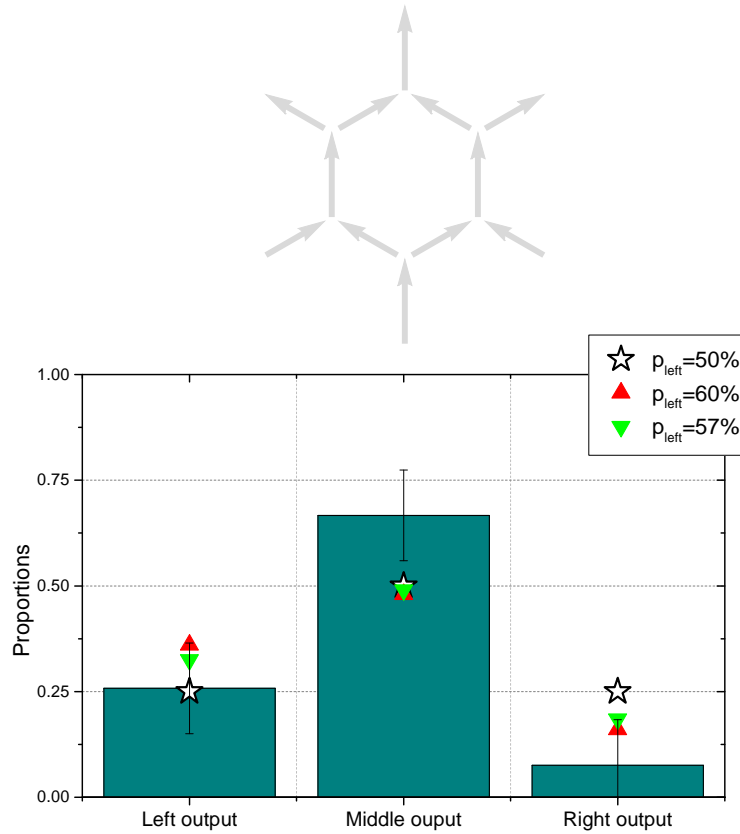 p_left=50%
p_left=60%
p_left=57%
1.00
0.75
0.50
0.25
0.00
Proportions
Left output
Middle ouput
Right output